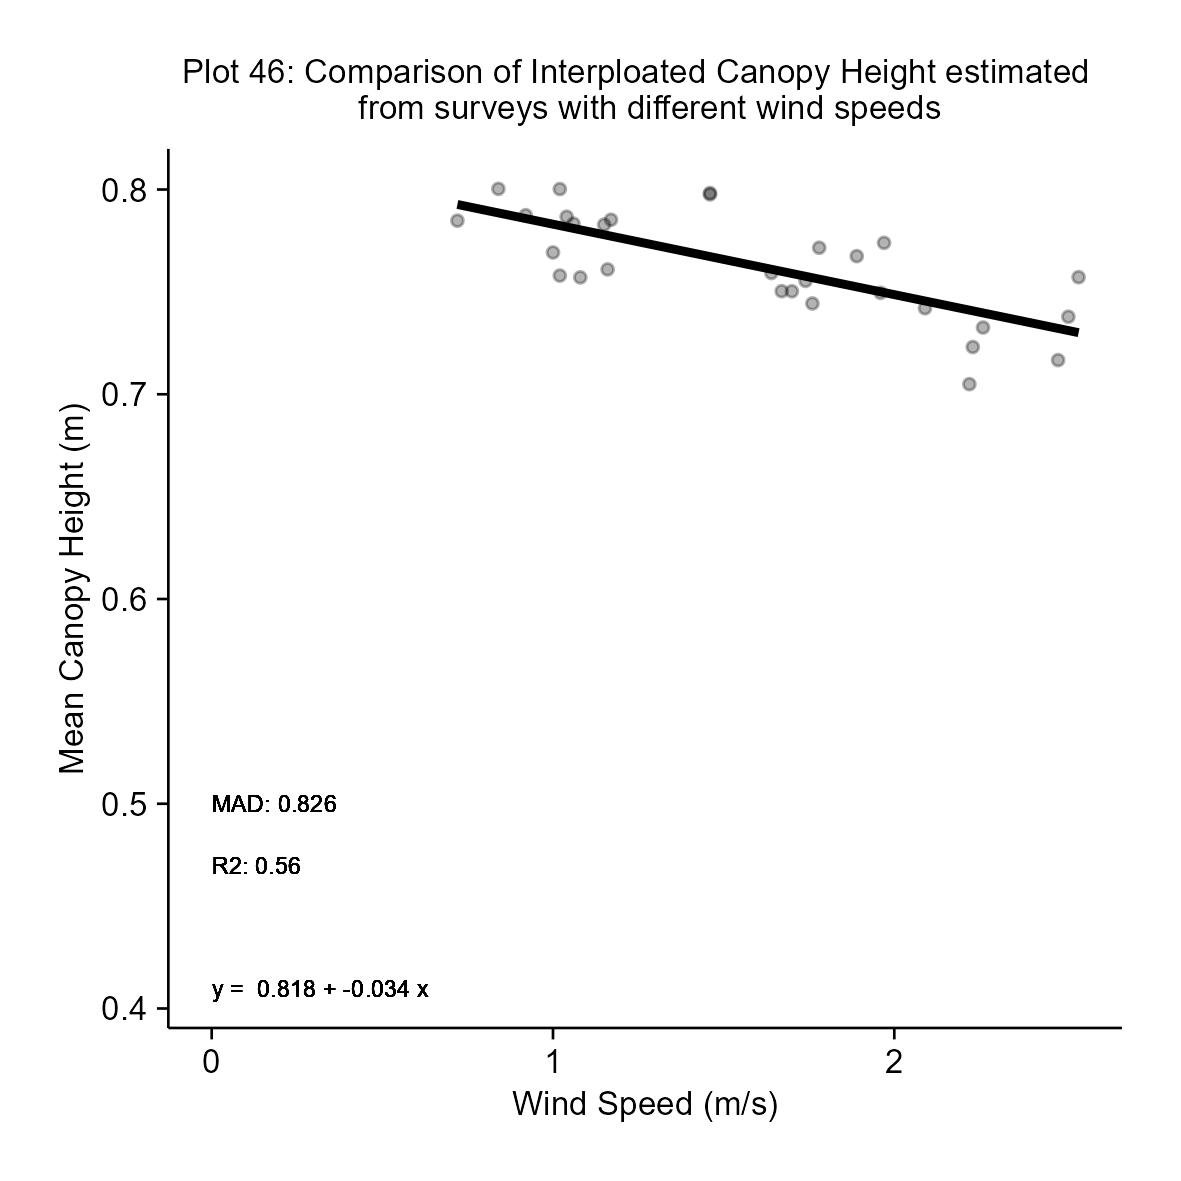 Plot 46: Comparison of Interploated Canopy Height estimated
from surveys with different wind speeds
0.8
0.7
0.6
0.5
0.4
Mean Canopy Height (m)
MAD: 0.826
R2: 0.56
y =  0.818 + -0.034 x
0
1
2
Wind Speed (m/s)